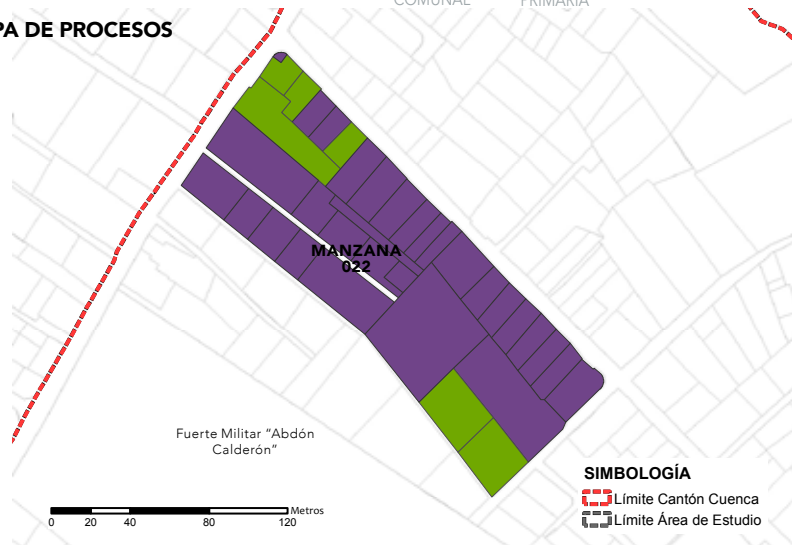 COMUNAL PRIMARIA
PA DE PROCESOS
MANZANA
022
Fuerte Militar "Abdón
Calderón"
SIMBOLOGÍA
Límite Cantón Cuenca
Límite Área de Estudio
0 20 40 80 120 Metros